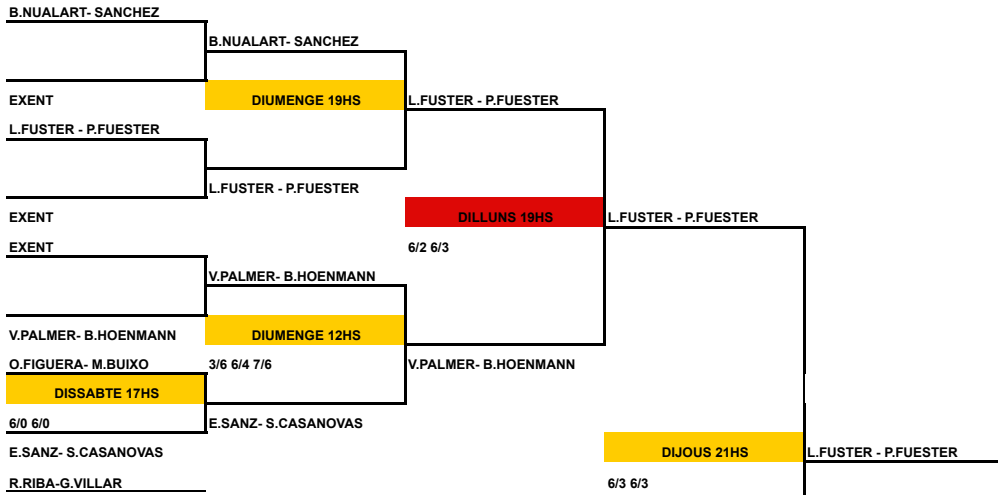 B.NUALART- SANCHEZ
B.NUALART- SANCHEZ
EXENT
DIUMENGE 19HS
L.FUSTER - P.FUESTER
L.FUSTER - P.FUESTER
L.FUSTER - P.FUESTER
EXENT
DILLUNS 19HS
L.FUSTER - P.FUESTER
EXENT
6/2 6/3
V.PALMER- B.HOENMANN
V.PALMER- B.HOENMANN
DIUMENGE 12HS
O.FIGUERA- M.BUIXO
3/6 6/4 7/6
V.PALMER- B.HOENMANN
DISSABTE 17HS
6/0 6/0
E.SANZ- S.CASANOVAS
E.SANZ- S.CASANOVAS
DIJOUS 21HS
L.FUSTER - P.FUESTER
R.RIBA-G.VILLAR
6/3 6/3